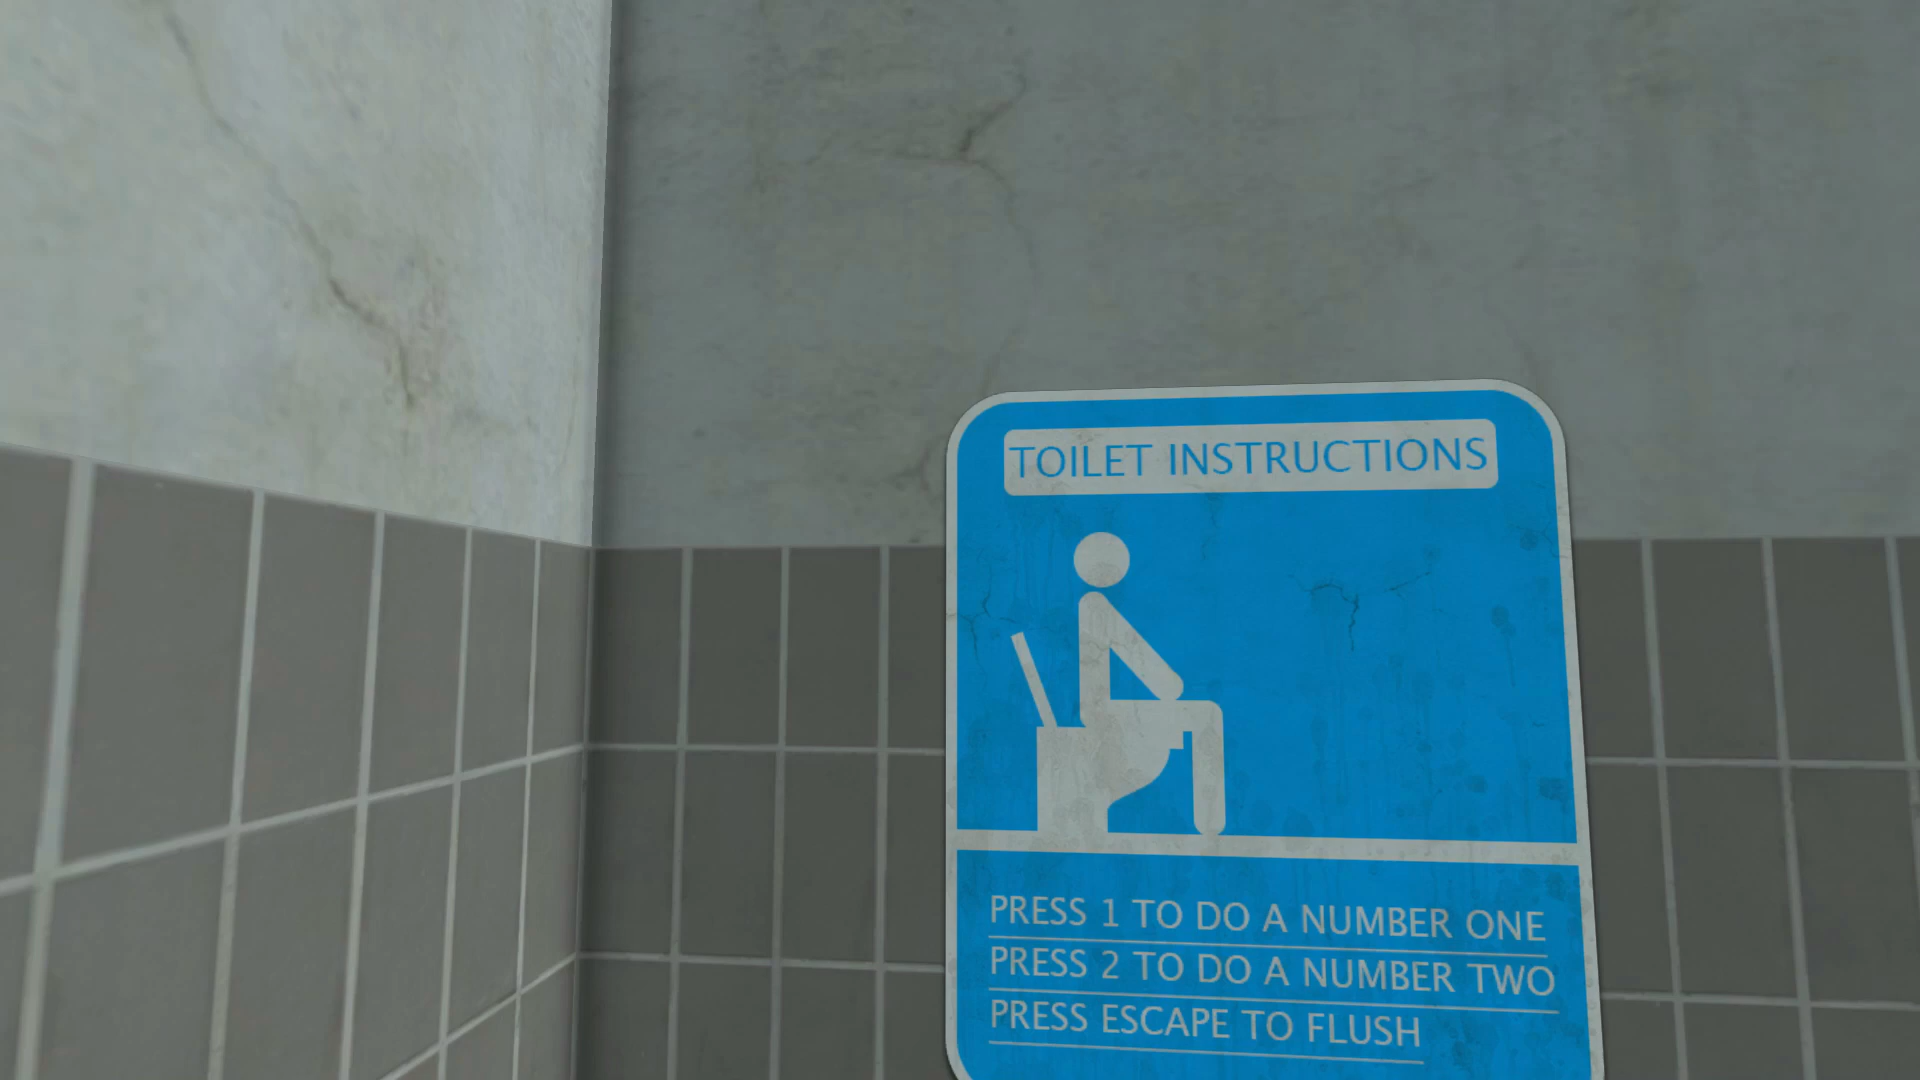 TOILET INSTRUCTIONS
PRESS 1 TO DO A NUMBER ONE
PRESS 2 TO DO A NUMBER TWO
PRESS ESCAPE TO FLUSH